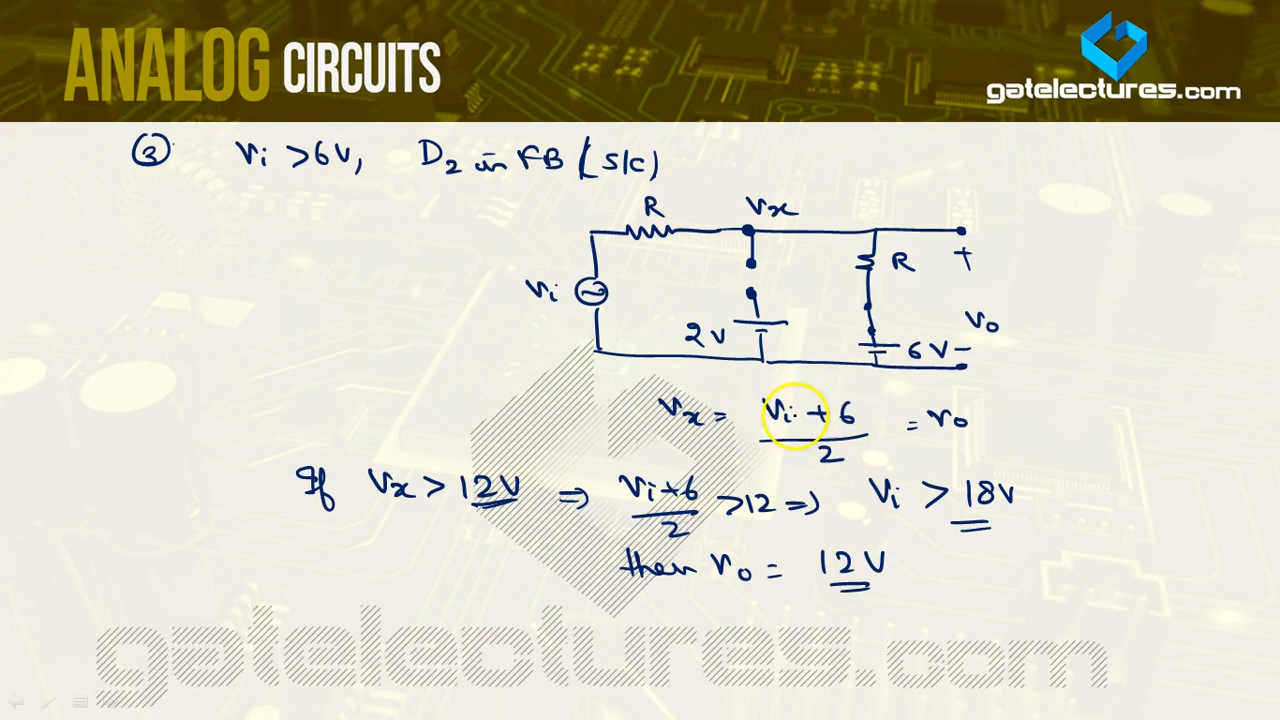 ANALOG CIRCUITS
gatelectures.com
③ Vi > 6V, D2 in FB (S/C)
R
Vx
Vi
R
+
2V
Vo
6V
−
Vx = Vi + 6 / 2 = Vo
If Vx > 12V ⇒ Vi + 6 / 2 > 12 ⇒ Vi > 18V
then Vo = 12V
gatelectures.com